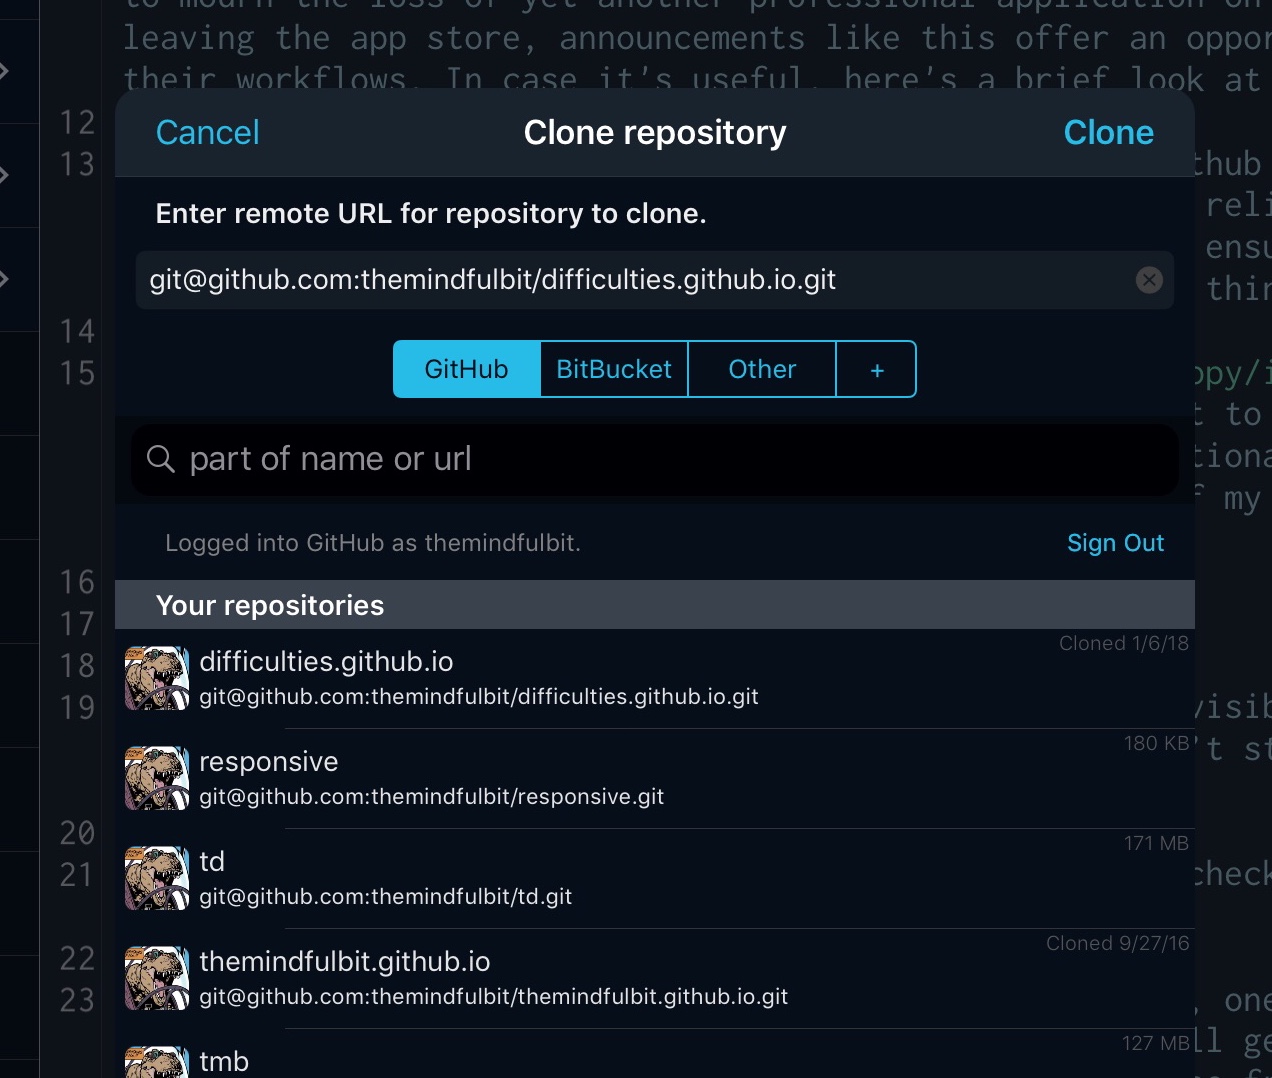 leaving the app store, announcements like this offer an oppor
their workflows. In case it's useful, here's a brief look at
Cancel Clone repository Clone
12
13
thub
Enter remote URL for repository to clone.
reli
ensu
git@github.com:themindfulbit/difficulties.github.io.git
thin
14
15
GitHub BitBucket Other +
opy/i
t to
part of name or url
tiona
f my
Logged into GitHub as themindfulbit. Sign Out
16
Your repositories
17
Cloned 1/6/18
18
difficulties.github.io
git@github.com:themindfulbit/difficulties.github.io.git
19
visib
180 KB
't st
responsive
git@github.com:themindfulbit/responsive.git
20
171 MB
21
td
check
git@github.com:themindfulbit/td.git
Cloned 9/27/16
22
themindfulbit.github.io
git@github.com:themindfulbit/themindfulbit.github.io.git
23
, one
127 MB
ll ge
tmb